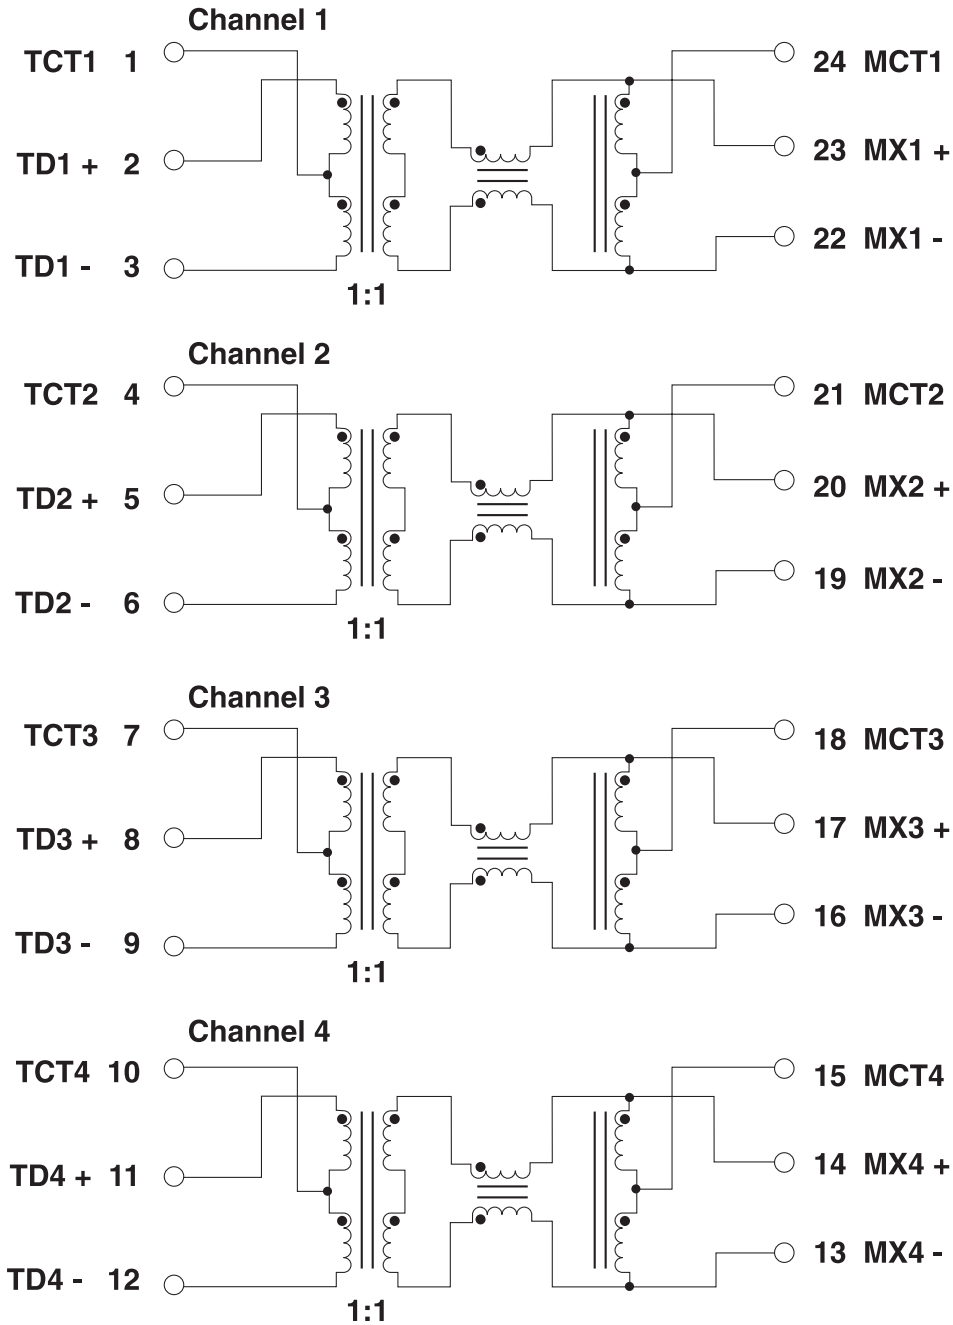 Channel 1
TCT1 1
24 MCT1
TD1 + 2
23 MX1 +
TD1 - 3
22 MX1 -
1:1
Channel 2
TCT2 4
21 MCT2
TD2 + 5
20 MX2 +
TD2 - 6
19 MX2 -
1:1
Channel 3
TCT3 7
18 MCT3
TD3 + 8
17 MX3 +
TD3 - 9
16 MX3 -
1:1
Channel 4
TCT4 10
15 MCT4
TD4 + 11
14 MX4 +
TD4 - 12
13 MX4 -
1:1